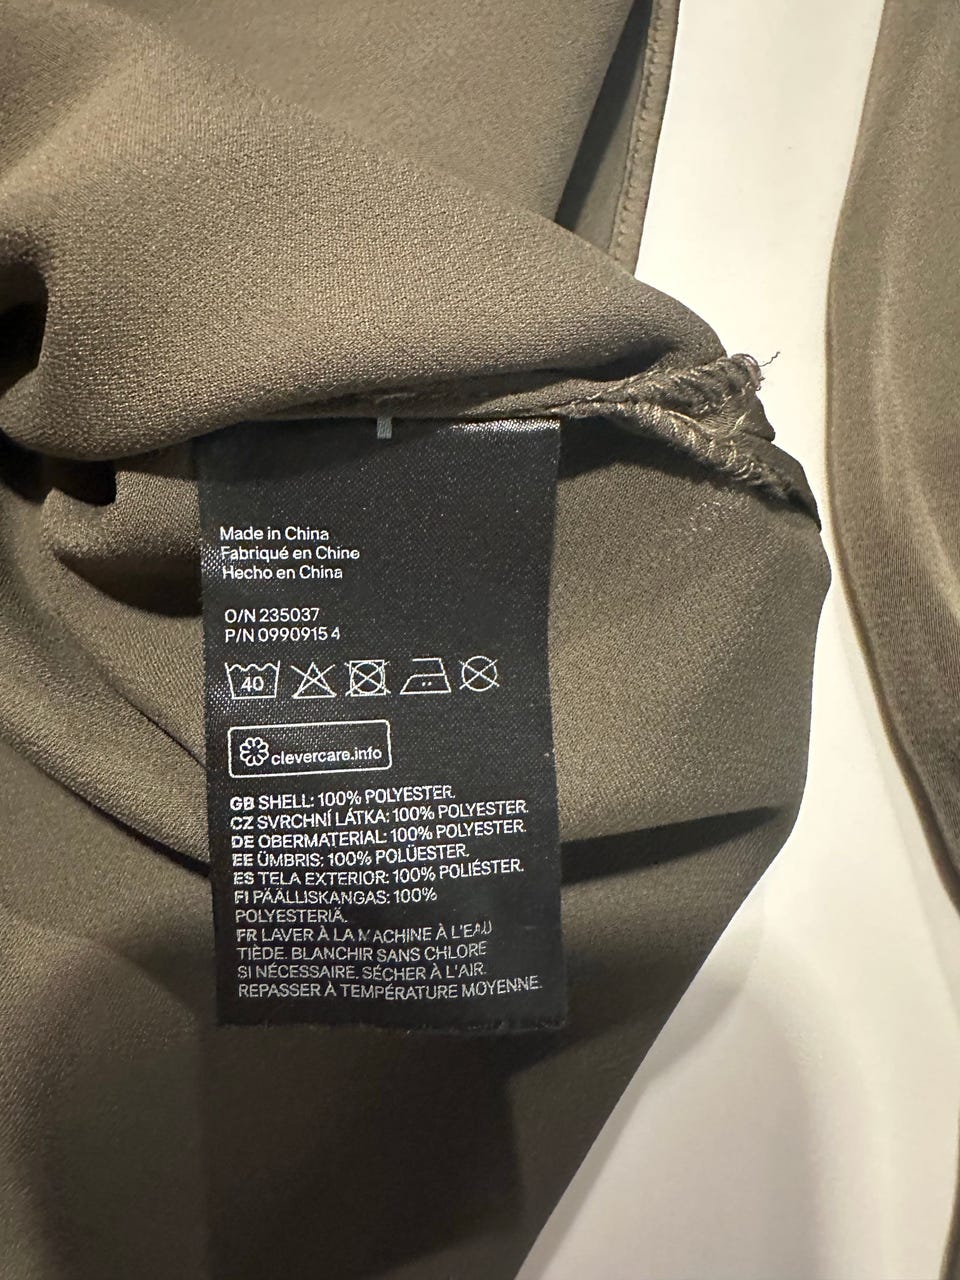 Made in China
Fabriqué en Chine
Hecho en China
O/N 235037
P/N 0990915 4
40
clevercare.info
GB SHELL: 100% POLYESTER.
CZ SVRCHNÍ LÁTKA: 100% POLYESTER.
DE OBERMATERIAL: 100% POLYESTER.
EE ÜMBRIS: 100% POLÜESTER.
ES TELA EXTERIOR: 100% POLIÉSTER.
FI PÄÄLLISKANGAS: 100%
POLYESTERIÄ.
FR LAVER À LA MACHINE À L'EAU
TIÈDE. BLANCHIR SANS CHLORE
SI NÉCESSAIRE. SÉCHER À L'AIR.
REPASSER À TEMPÉRATURE MOYENNE.